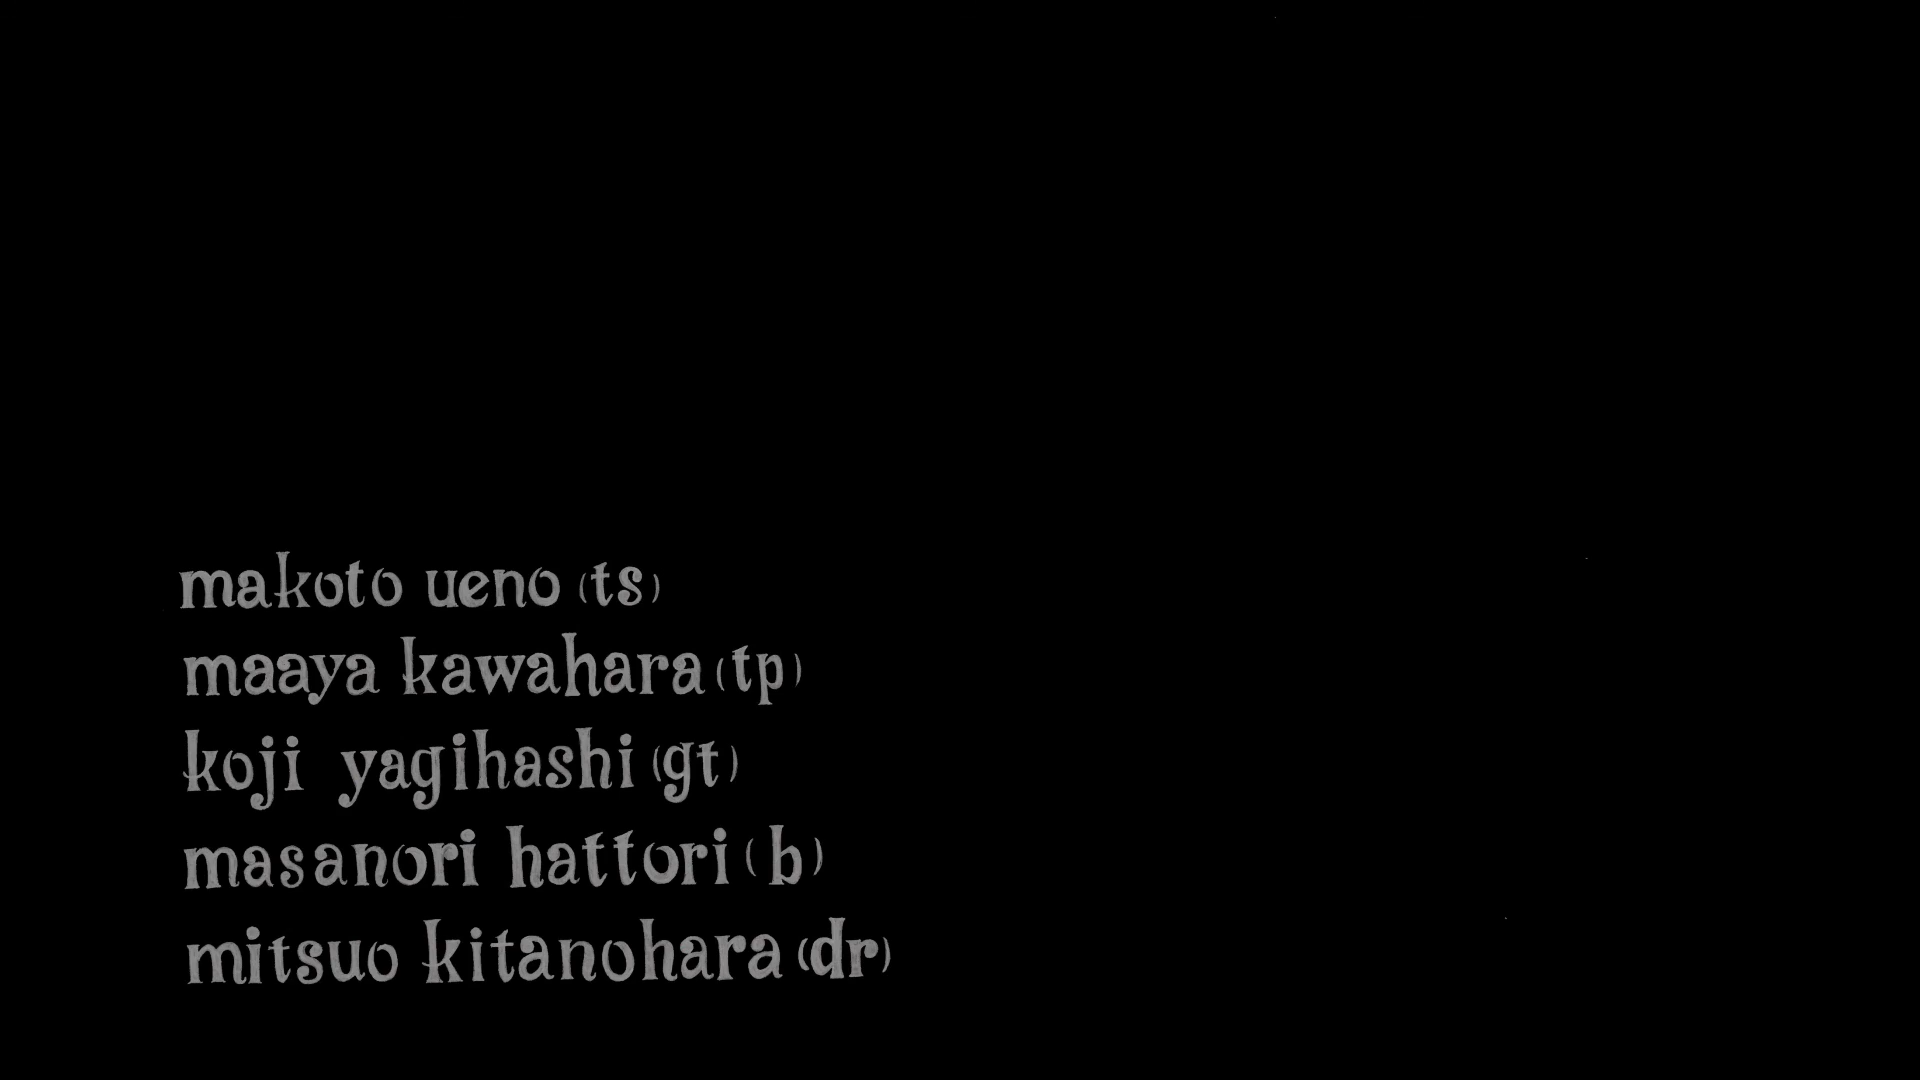 makoto ueno (ts)
maaya kawahara (tp)
koji yagihashi (gt)
masanori hattori (b)
mitsuo kitanohara (dr)